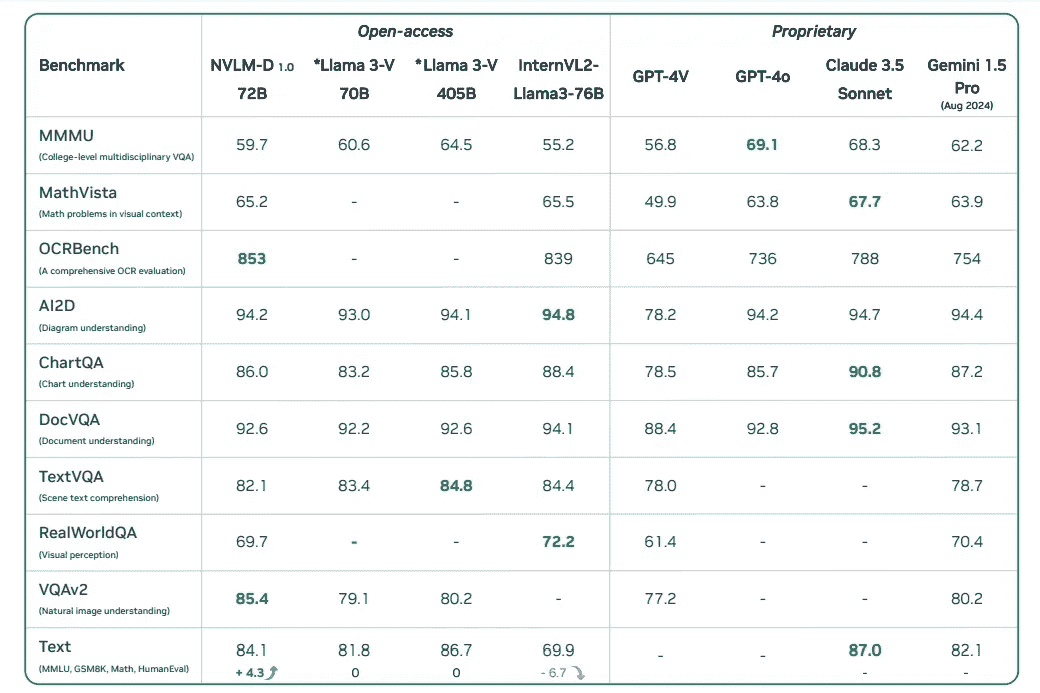 Open-access Proprietary
Benchmark NVLM-D 1.0 72B *Llama 3-V 70B *Llama 3-V 405B InternVL2-Llama3-76B GPT-4V GPT-4o Claude 3.5 Sonnet Gemini 1.5 Pro (Aug 2024)
MMMU 59.7 60.6 64.5 55.2 56.8 69.1 68.3 62.2
(College-level multidisciplinary VQA)
MathVista 65.2 - - 65.5 49.9 63.8 67.7 63.9
(Math problems in visual context)
OCRBench 853 - - 839 645 736 788 754
(A comprehensive OCR evaluation)
AI2D 94.2 93.0 94.1 94.8 78.2 94.2 94.7 94.4
(Diagram understanding)
ChartQA 86.0 83.2 85.8 88.4 78.5 85.7 90.8 87.2
(Chart understanding)
DocVQA 92.6 92.2 92.6 94.1 88.4 92.8 95.2 93.1
(Document understanding)
TextVQA 82.1 83.4 84.8 84.4 78.0 - - 78.7
(Scene text comprehension)
RealWorldQA 69.7 - - 72.2 61.4 - - 70.4
(Visual perception)
VQAv2 85.4 79.1 80.2 - 77.2 - - 80.2
(Natural image understanding)
Text 84.1 81.8 86.7 69.9 - - 87.0 82.1
(MMLU, GSM8K, Math, HumanEval) + 4.3 0 0 - 6.7 - -